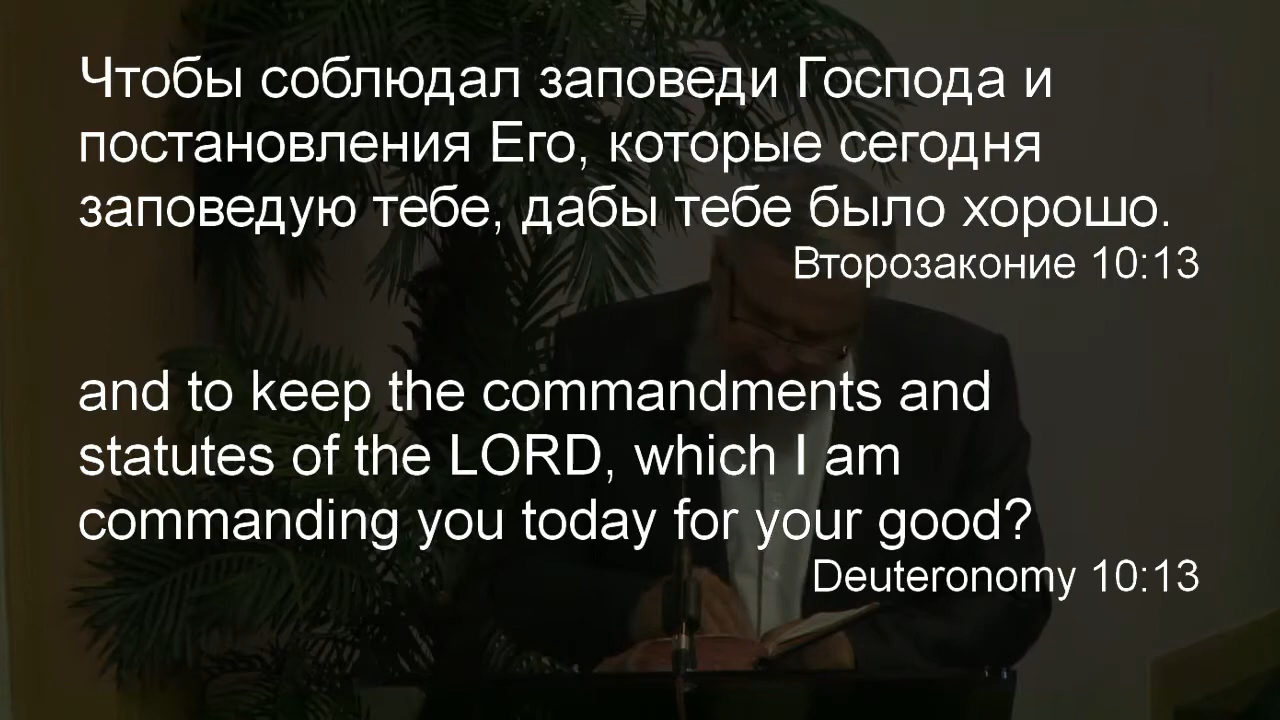 Чтобы соблюдал заповеди Господа и
постановления Его, которые сегодня
заповедую тебе, дабы тебе было хорошо.
Второзаконие 10:13
and to keep the commandments and
statutes of the LORD, which I am
commanding you today for your good?
Deuteronomy 10:13